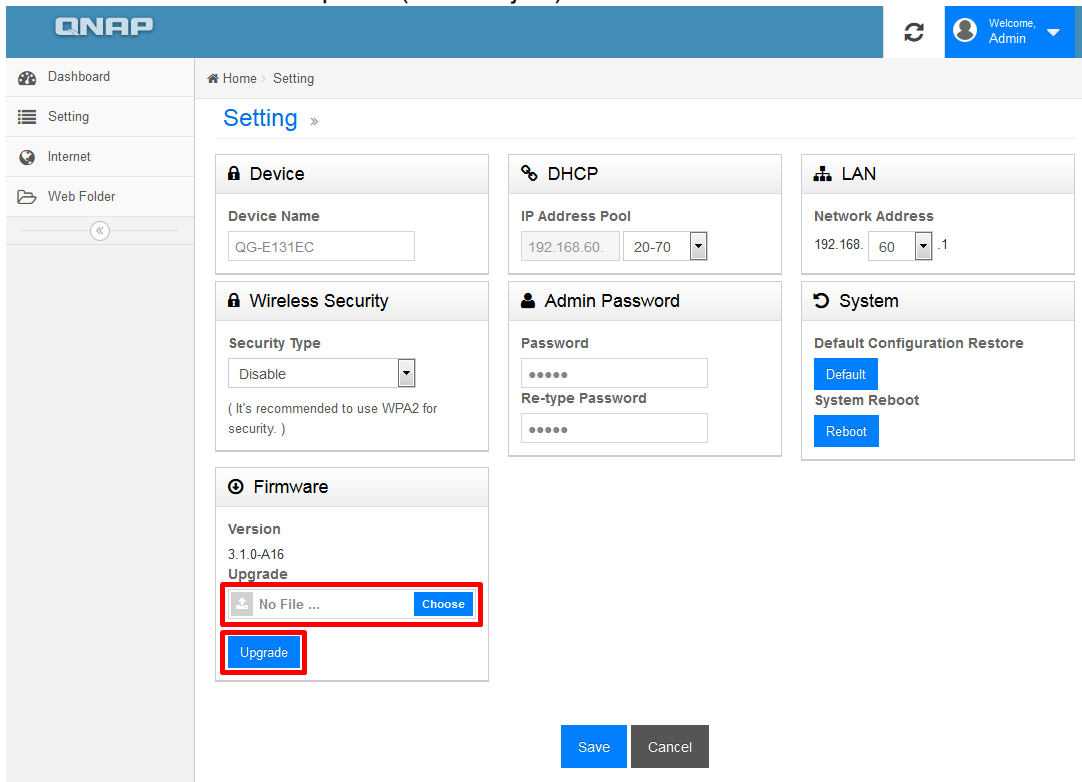 QNAP
Welcome,
Admin
Dashboard
Setting
Internet
Web Folder
Home > Setting
Setting »
Device
Device Name
QG-E131EC
DHCP
IP Address Pool
192.168.60. 20-70
LAN
Network Address
192.168. 60 .1
Wireless Security
Security Type
Disable
( It's recommended to use WPA2 for
security. )
Admin Password
Password
●●●●●
Re-type Password
●●●●●
System
Default Configuration Restore
Default
System Reboot
Reboot
Firmware
Version
3.1.0-A16
Upgrade
No File ... Choose
Upgrade
Save Cancel